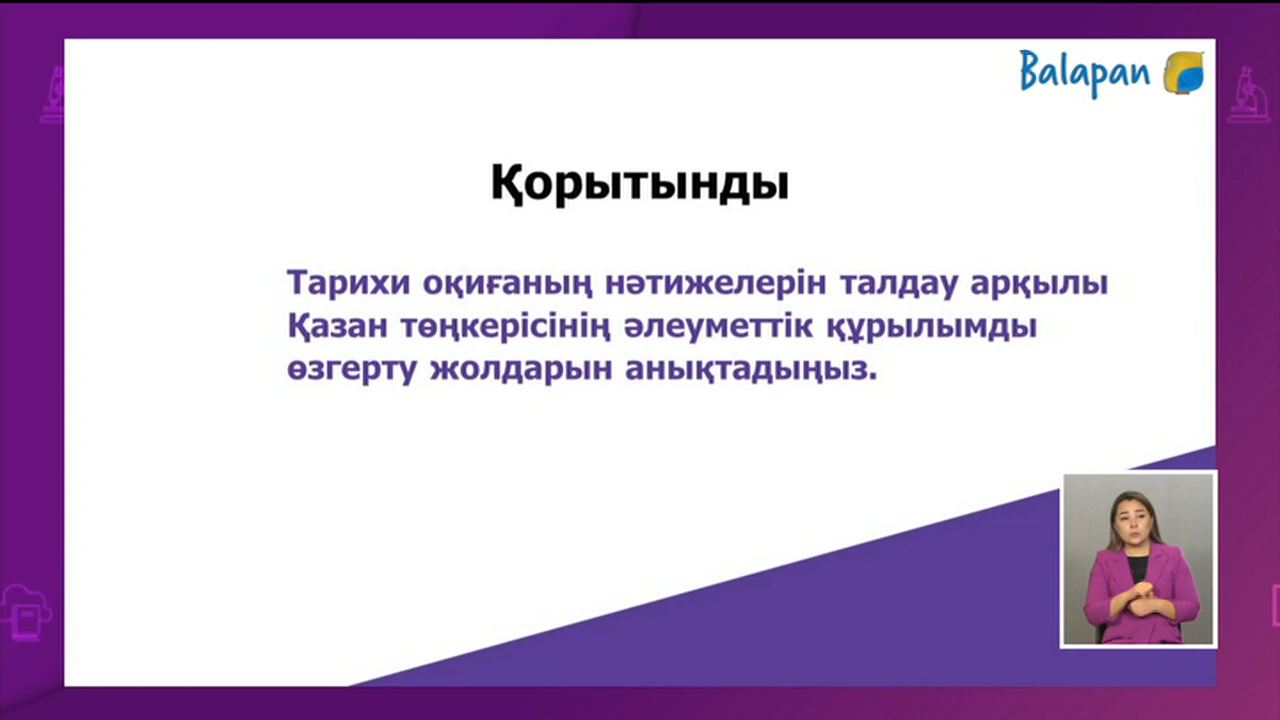 Balapan
Қорытынды
Тарихи оқиғаның нәтижелерін талдау арқылы
Қазан төңкерісінің әлеуметтік құрылымды
өзгерту жолдарын анықтадыңыз.